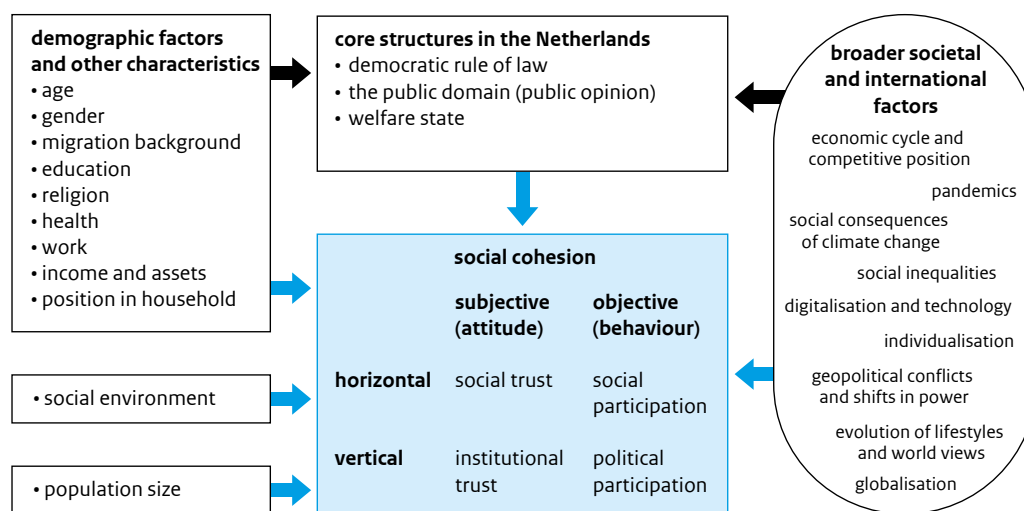 demographic factors
and other characteristics
• age
• gender
• migration background
• education
• religion
• health
• work
• income and assets
• position in household
• social environment
• population size
core structures in the Netherlands
• democratic rule of law
• the public domain (public opinion)
• welfare state
social cohesion
subjective objective
(attitude) (behaviour)
horizontal social trust social
participation
vertical institutional political
trust participation
broader societal
and international
factors
economic cycle and
competitive position
pandemics
social consequences
of climate change
social inequalities
digitalisation and technology
individualisation
geopolitical conflicts
and shifts in power
evolution of lifestyles
and world views
globalisation